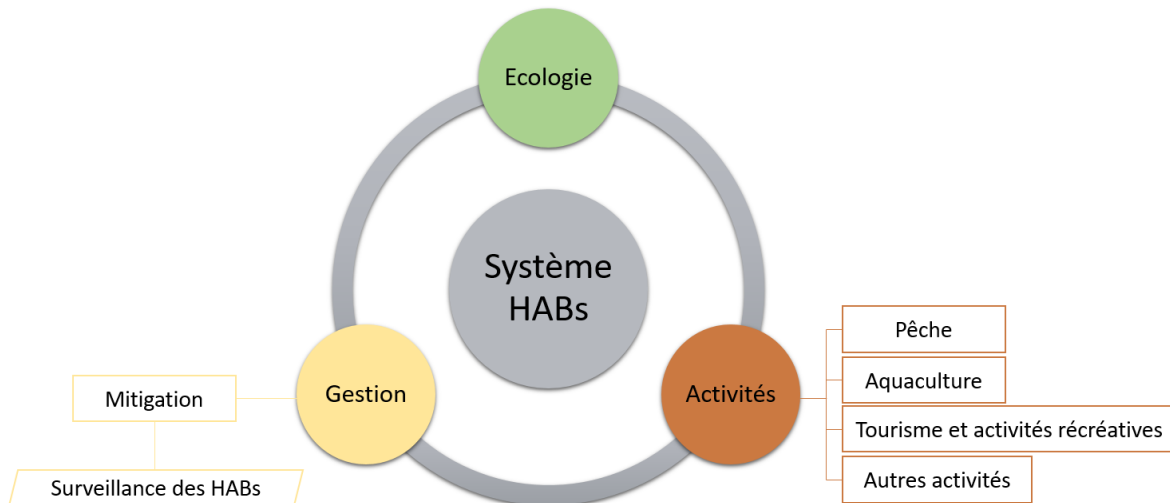 Ecologie
Système
HABs
Gestion
Activités
Mitigation
Surveillance des HABs
Pêche
Aquaculture
Tourisme et activités récréatives
Autres activités